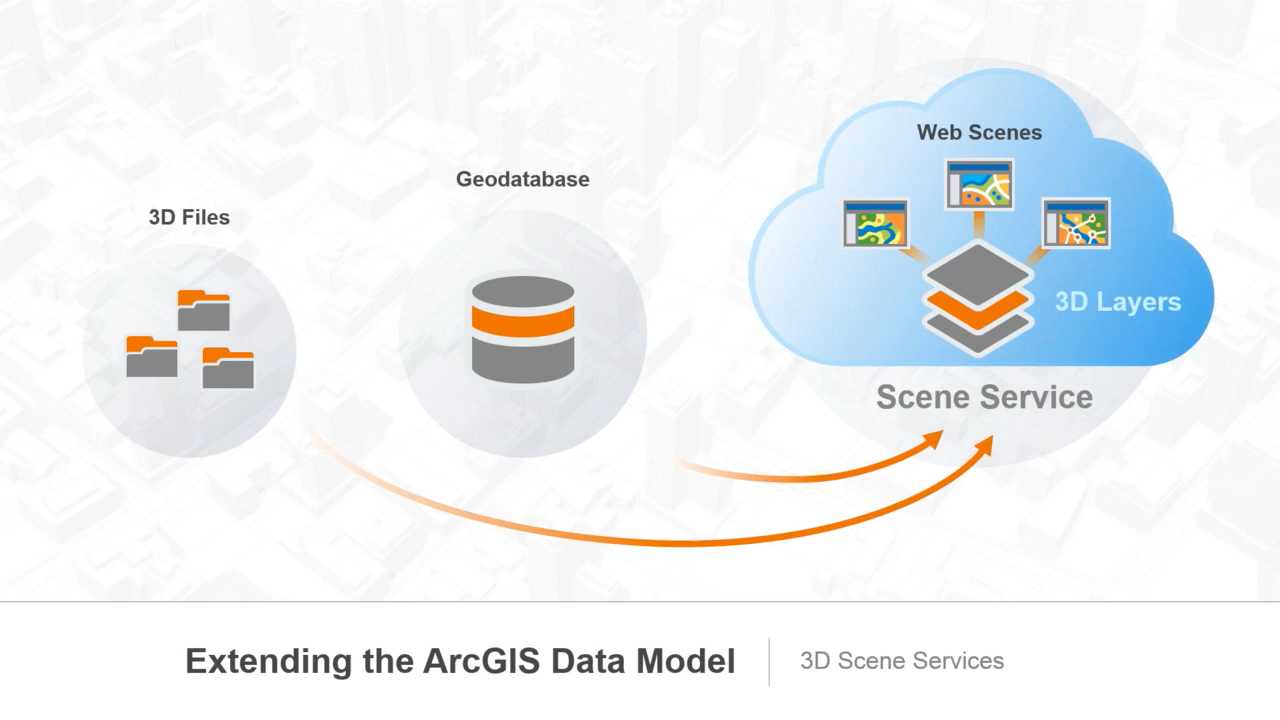 Web Scenes
Geodatabase
3D Files
3D Layers
Scene Service
Extending the ArcGIS Data Model
3D Scene Services